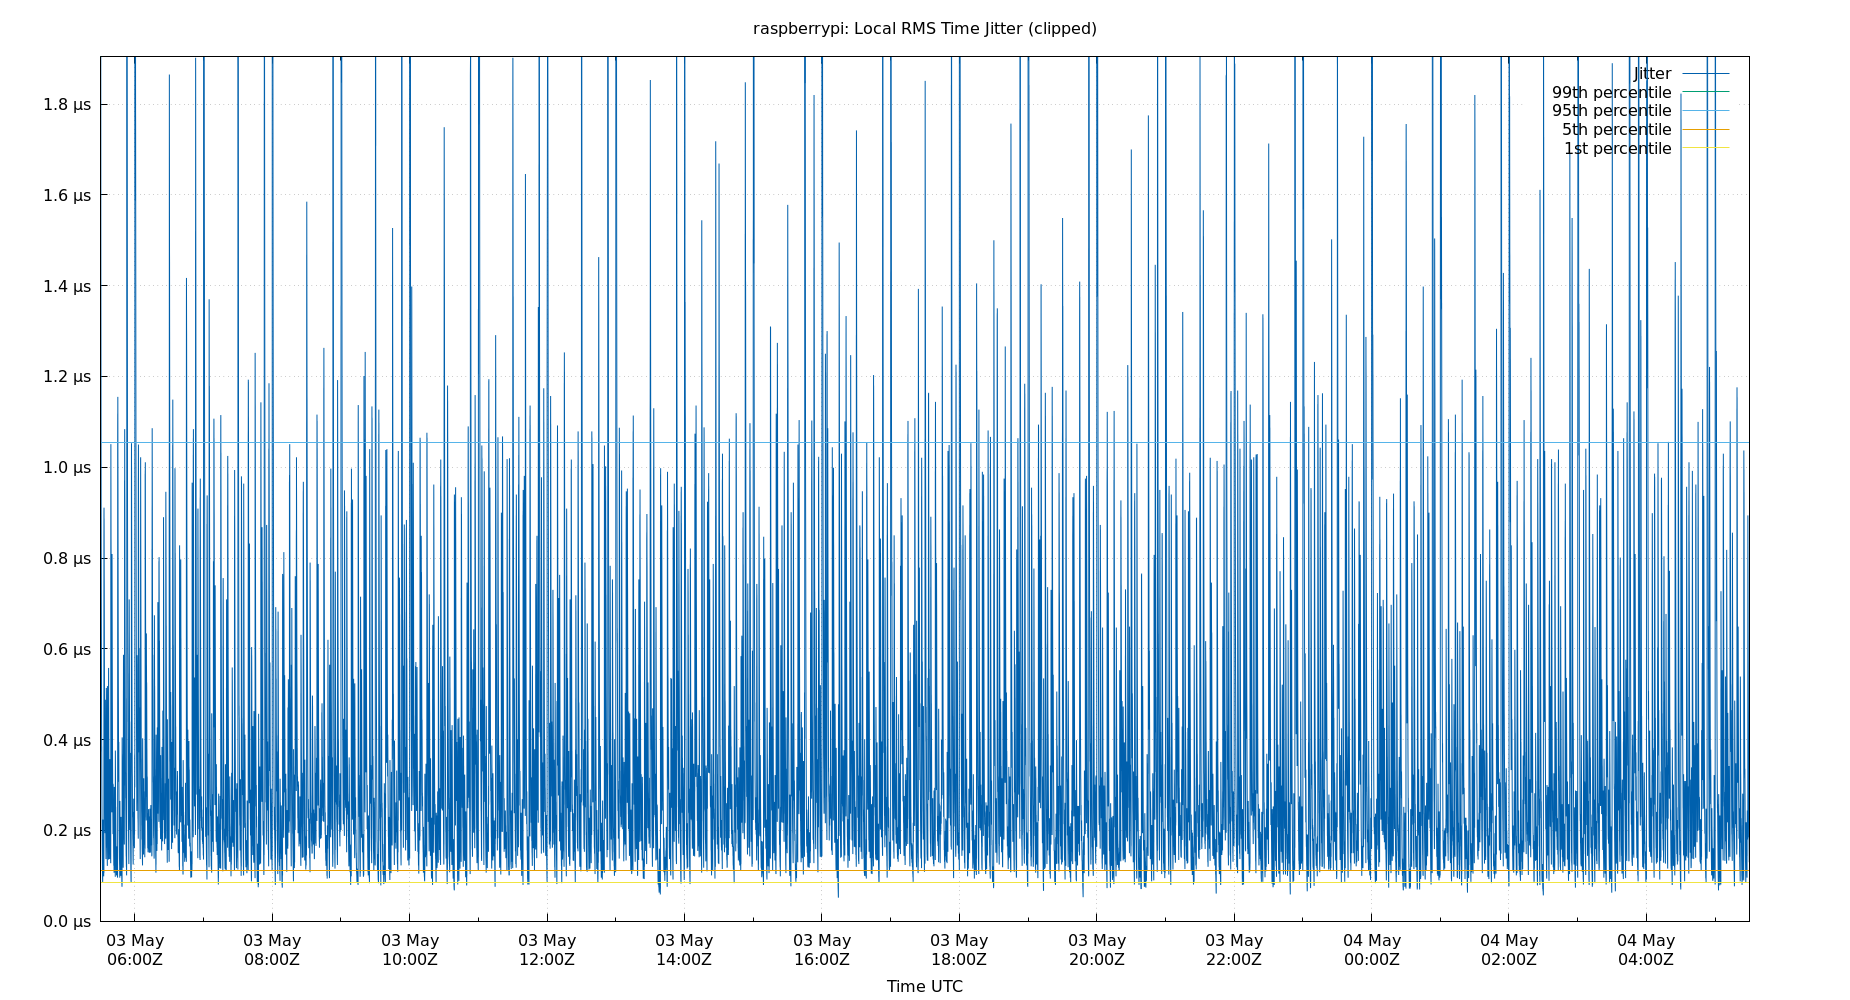 raspberrypi: Local RMS Time Jitter (clipped)
Jitter
99th percentile
95th percentile
5th percentile
1st percentile
1.8 µs
1.6 µs
1.4 µs
1.2 µs
1.0 µs
0.8 µs
0.6 µs
0.4 µs
0.2 µs
0.0 µs
03 May 03 May 03 May 03 May 03 May 03 May 03 May 03 May 03 May 04 May 04 May 04 May
06:00Z 08:00Z 10:00Z 12:00Z 14:00Z 16:00Z 18:00Z 20:00Z 22:00Z 00:00Z 02:00Z 04:00Z
Time UTC